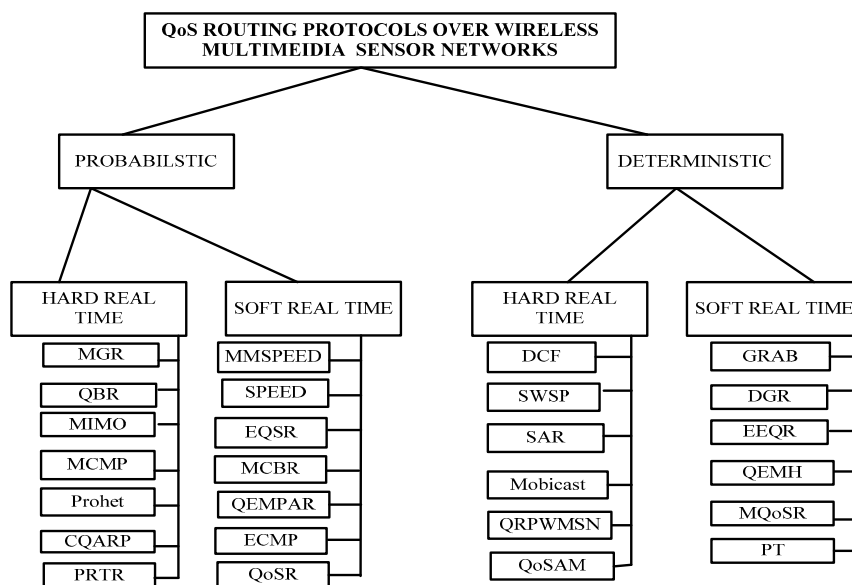 QoS ROUTING PROTOCOLS OVER WIRELESS
MULTIMEIDIA SENSOR NETWORKS
PROBABILSTIC
DETERMINISTIC
HARD REAL
TIME
MGR
QBR
MIMO
MCMP
Prohet
CQARP
PRTR
SOFT REAL TIME
MMSPEED
SPEED
EQSR
MCBR
QEMPAR
ECMP
QoSR
HARD REAL
TIME
DCF
SWSP
SAR
Mobicast
QRPWMSN
QoSAM
SOFT REAL TIME
GRAB
DGR
EEQR
QEMH
MQoSR
PT